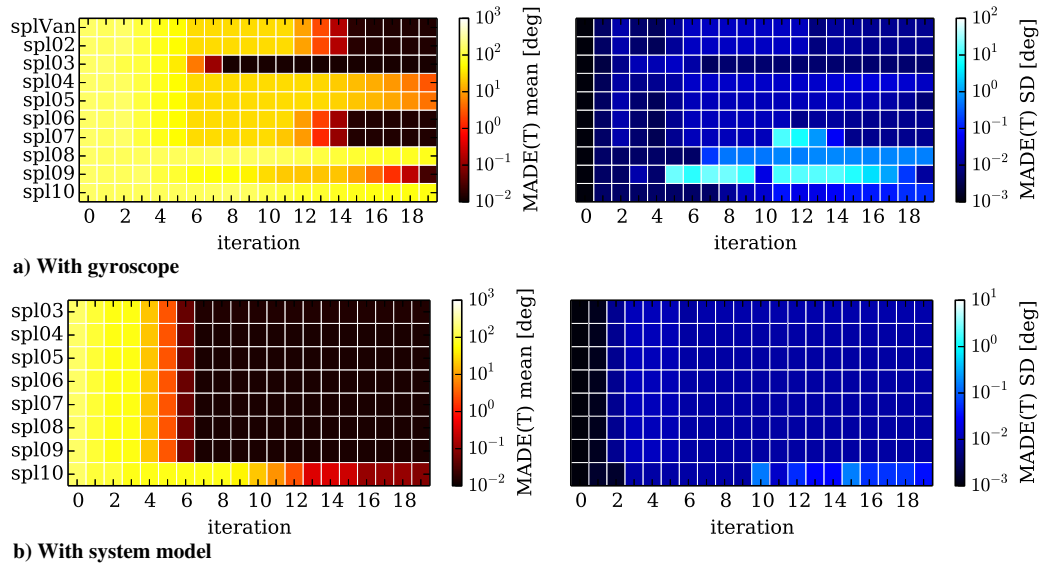 splVan
spl02
spl03
spl04
spl05
spl06
spl07
spl08
spl09
spl10
0 2 4 6 8 10 12 14 16 18
iteration
10^3
10^2
10^1
10^0
10^-1
10^-2
MADE(T) mean [deg]
0 2 4 6 8 10 12 14 16 18
iteration
10^2
10^1
10^0
10^-1
10^-2
10^-3
MADE(T) SD [deg]
a) With gyroscope
spl03
spl04
spl05
spl06
spl07
spl08
spl09
spl10
0 2 4 6 8 10 12 14 16 18
iteration
10^3
10^2
10^1
10^0
10^-1
10^-2
MADE(T) mean [deg]
0 2 4 6 8 10 12 14 16 18
iteration
10^1
10^0
10^-1
10^-2
10^-3
MADE(T) SD [deg]
b) With system model